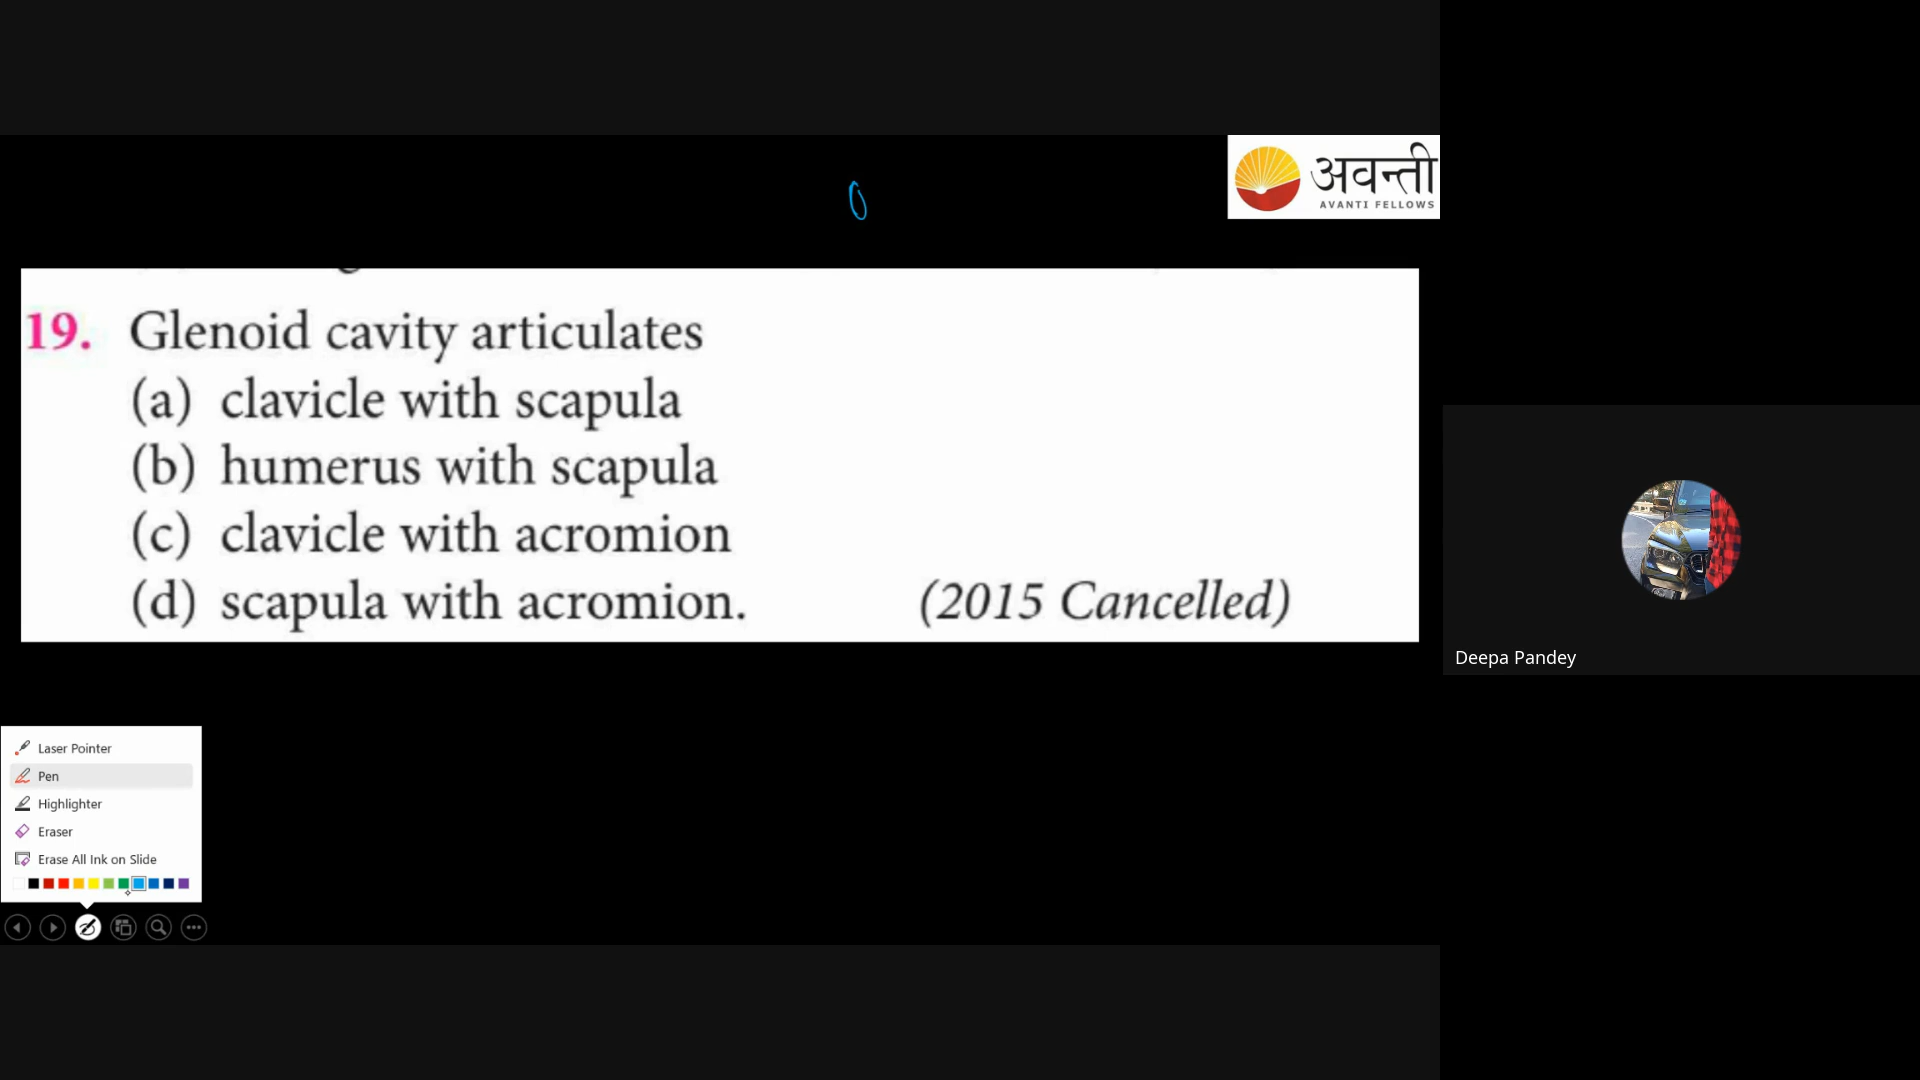 अवन्ती
AVANTI FELLOWS
19. Glenoid cavity articulates
(a) clavicle with scapula
(b) humerus with scapula
(c) clavicle with acromion
(d) scapula with acromion. (2015 Cancelled)
Deepa Pandey
Laser Pointer
Pen
Highlighter
Eraser
Erase All Ink on Slide